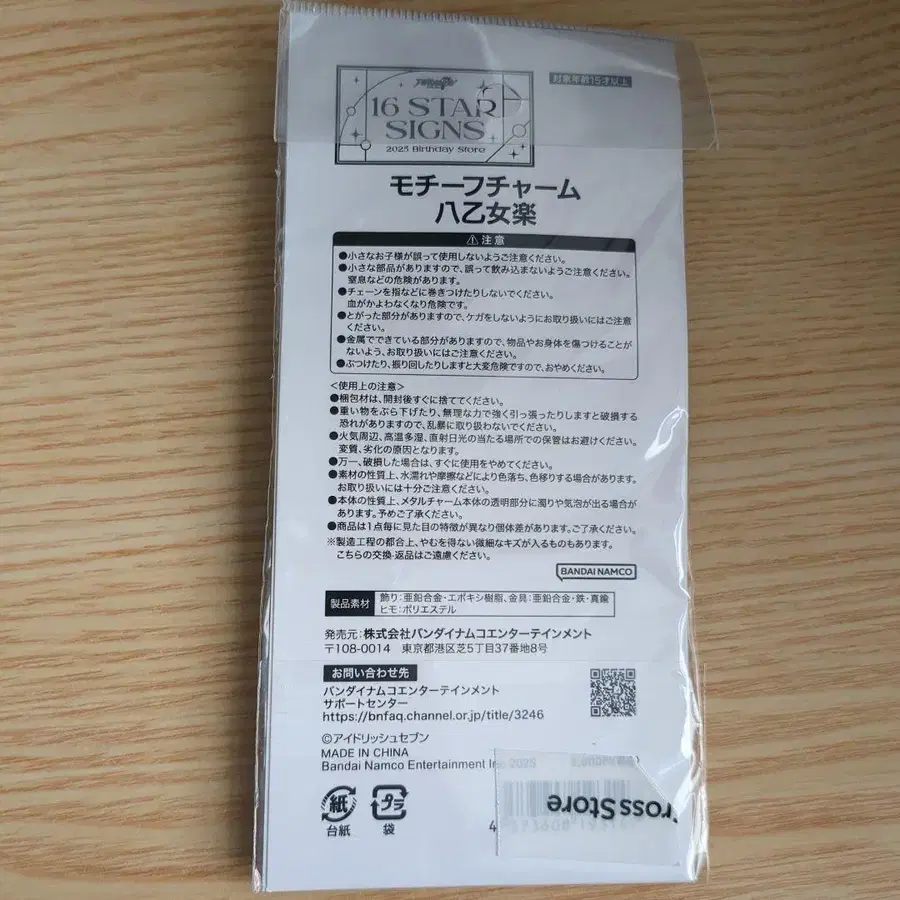 対象年齢15才以上
16 STAR
SIGNS
2025 Birthday Store
モチーフチャーム
八乙女楽
⚠注意
●小さなお子様が誤って使用しないようご注意ください。
●小さな部品がありますので、誤って飲み込まないようご注意ください。
窒息などの危険があります。
●チェーンを指などに巻きつけたりしないでください。
血がかよわなくなり危険です。
●とがった部分がありますので、ケガをしないようにお取り扱いにはご注意
ください。
●金属でできている部分がありますので、物品やお身体を傷つけることが
ないよう、お取り扱いにはご注意ください。
●ぶつけたり、振り回したりしますと大変危険ですので、おやめください。
<使用上の注意>
●梱包材は、開封後すぐに捨ててください。
●重い物をぶら下げたり、無理な力で強く引っ張ったりしますと破損する
恐れがありますので、乱暴に取り扱わないでください。
●火気周辺、高温多湿、直射日光の当たる場所での保管はお避けください。
変質、劣化の原因となります。
●万一、破損した場合は、すぐに使用をやめてください。
●素材の性質上、水濡れや摩擦などにより色落ち、色移りする場合があります。
お取り扱いには十分ご注意ください。
●本体の性質上、メタルチャーム本体の透明部分に濁りや気泡が出る場合が
あります。予めご了承ください。
●商品は1点毎に見た目の特徴が異なり個体差があります。ご了承ください。
※製造工程の都合上、やむを得ない微細なキズが入るものもあります。
こちらの交換・返品はご遠慮ください。
BANDAI NAMCO
製品素材 飾り:亜鉛合金・エポキシ樹脂、金具:亜鉛合金・鉄・真鍮
ヒモ:ポリエステル
発売元:株式会社バンダイナムコエンターテインメント
〒108-0014 東京都港区芝5丁目37番地8号
お問い合わせ先
バンダイナムコエンターテインメント
サポートセンター
https://bnfaq.channel.or.jp/title/3246
©アイドリッシュセブン
MADE IN CHINA
Bandai Namco Entertainment Inc 2025
ross Store
紙 プラ
台紙 袋